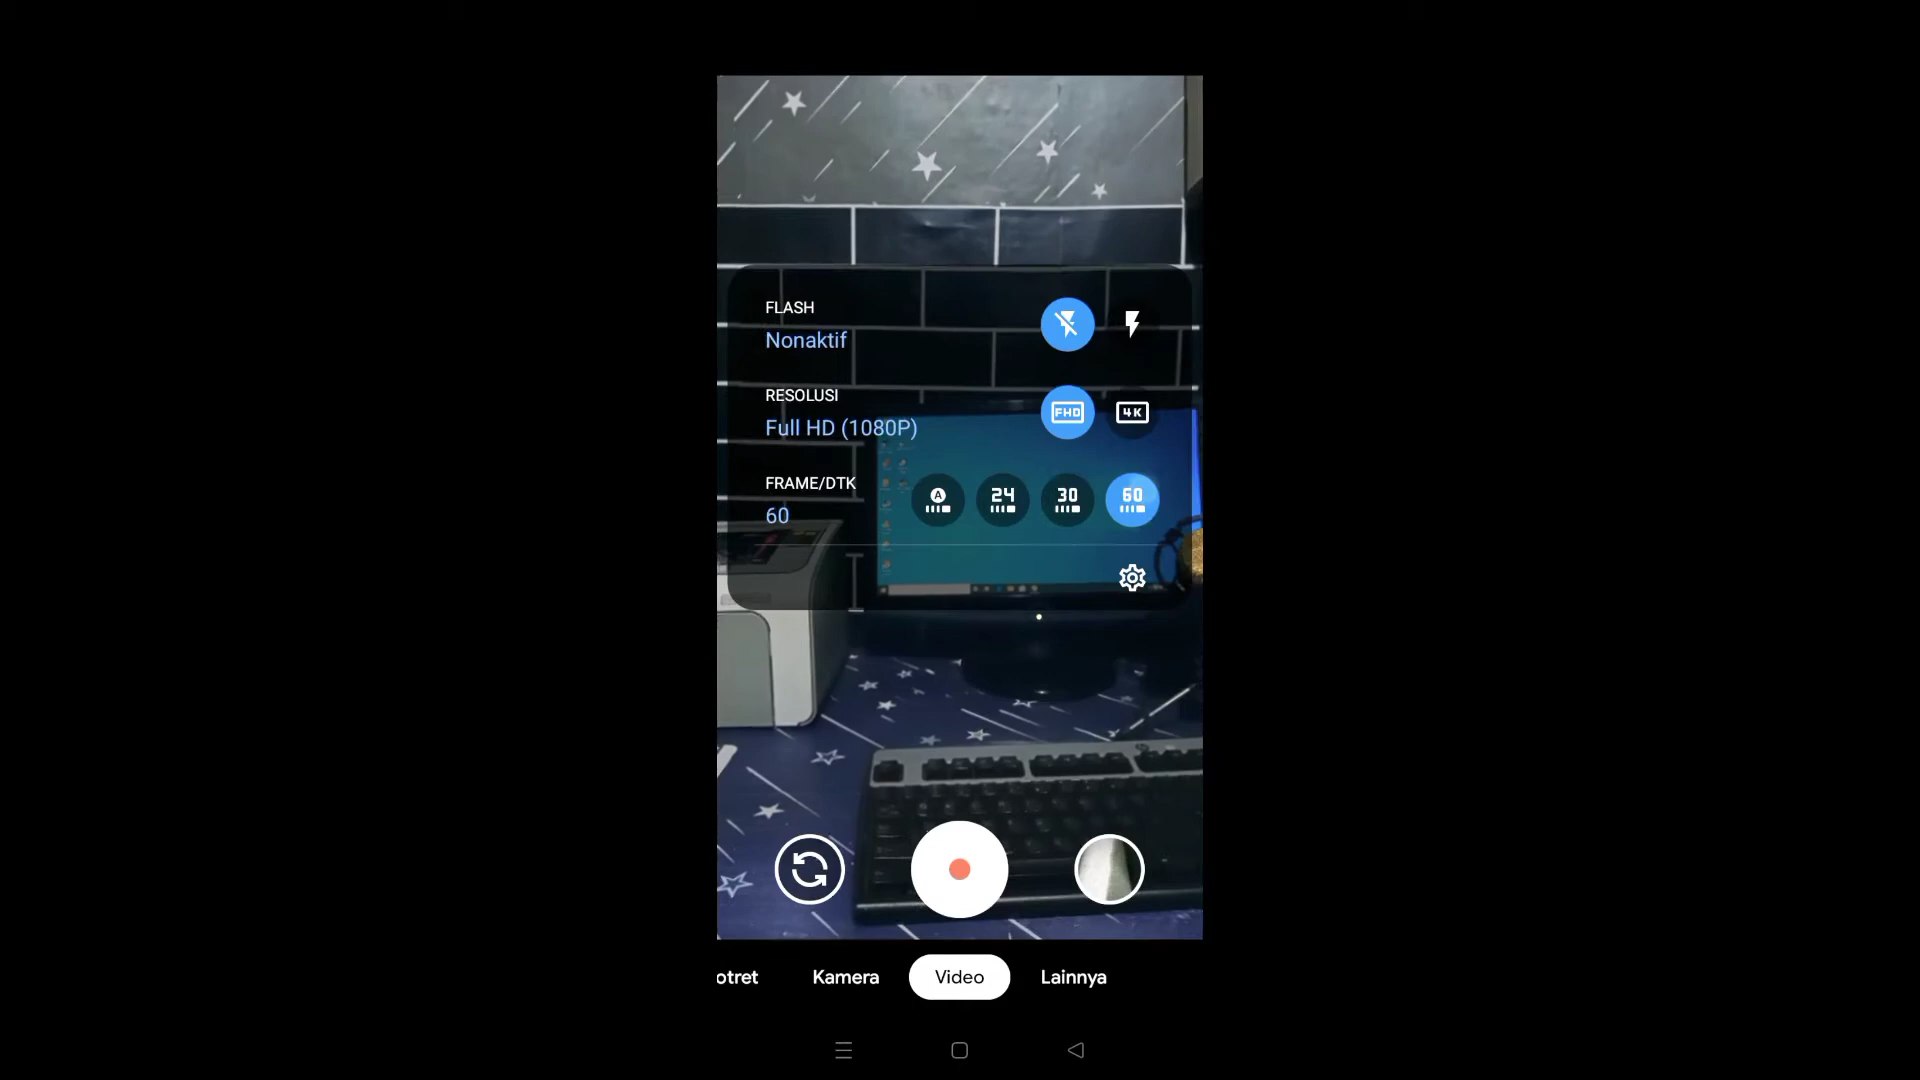 FLASH
Nonaktif
RESOLUSI
FHD
4K
Full HD (1080P)
FRAME/DTK
A
24
30
60
60
otret
Kamera
Video
Lainnya